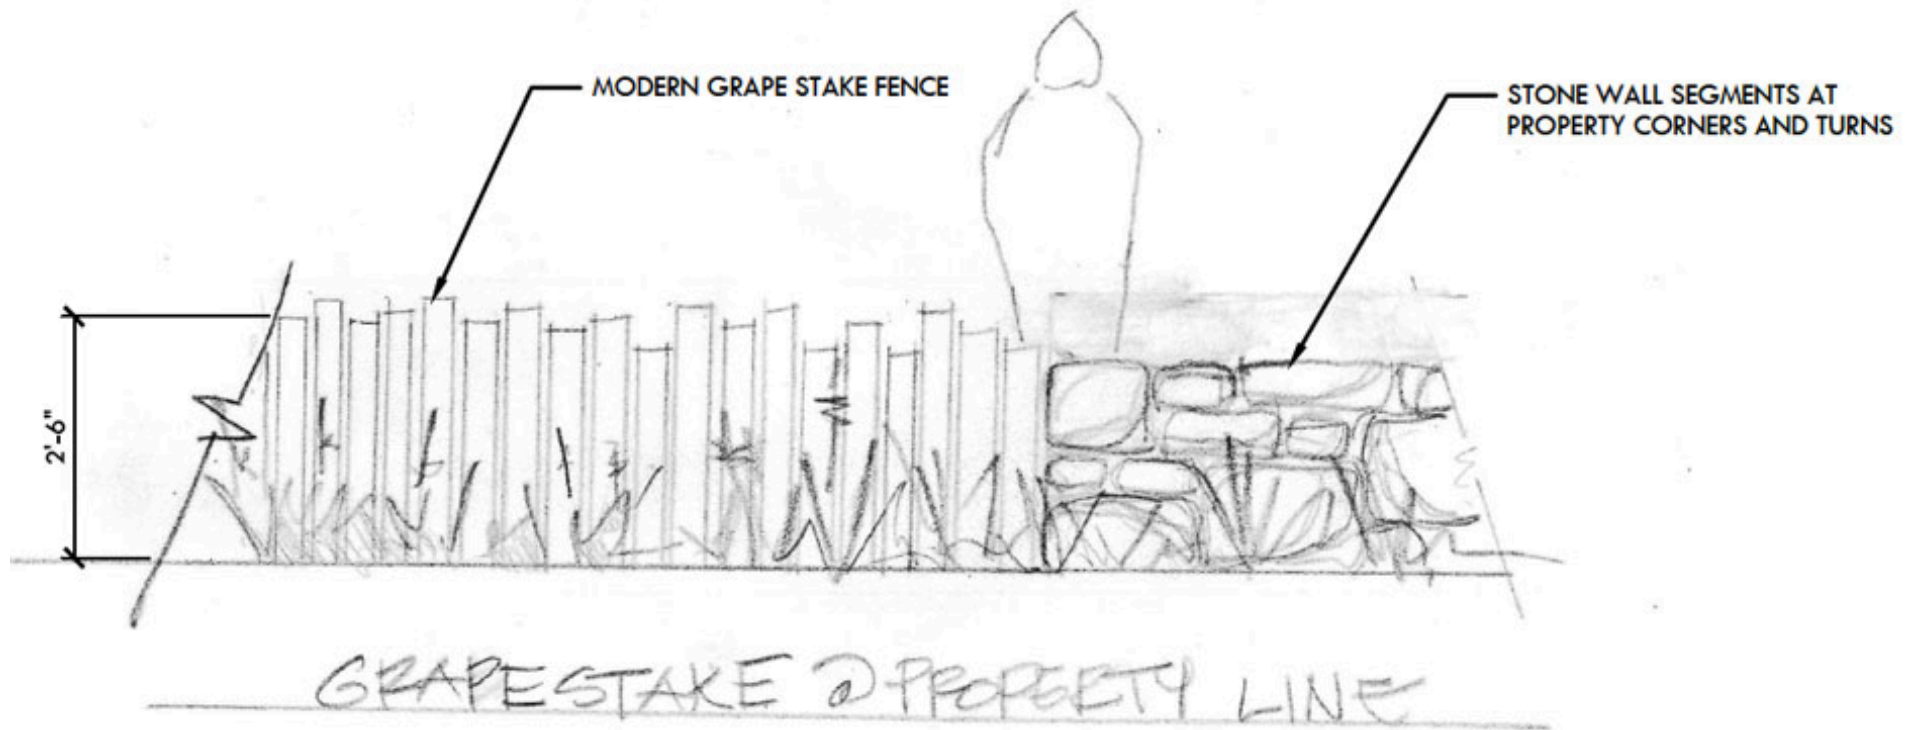 MODERN GRAPE STAKE FENCE
STONE WALL SEGMENTS AT
PROPERTY CORNERS AND TURNS
2'-6"
GRAPESTAKE @ PROPERTY LINE